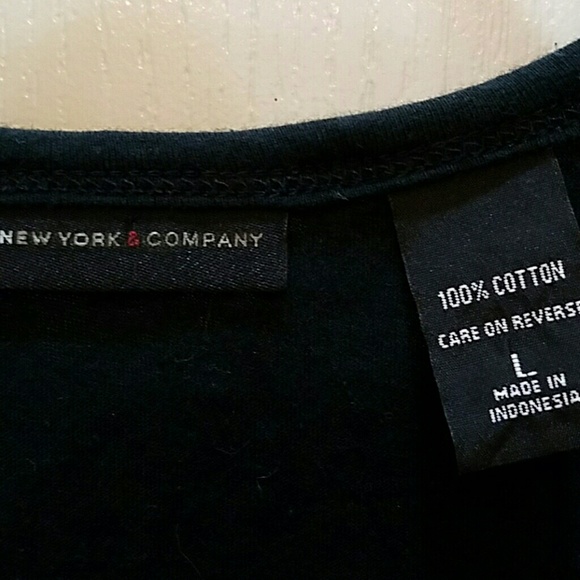 NEW YORK & COMPANY
100% COTTON
CARE ON REVERSE
L
MADE IN
INDONESIA